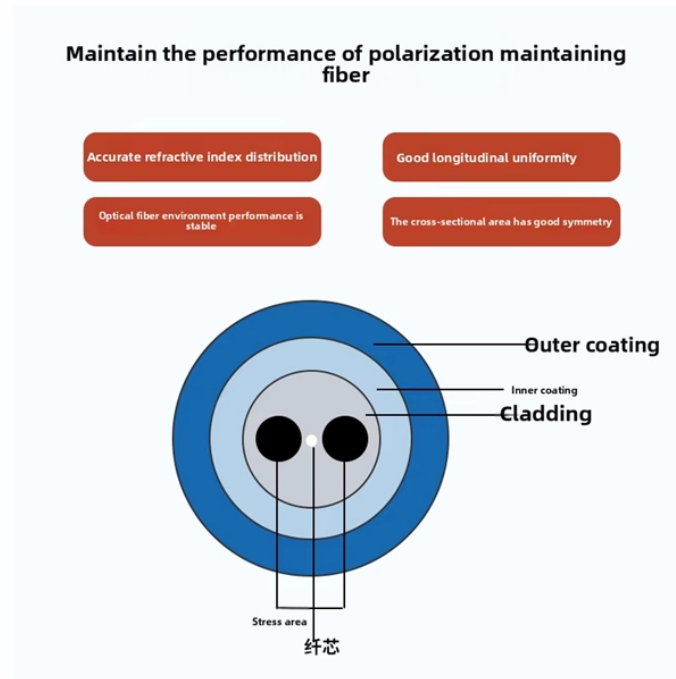 Maintain the performance of polarization maintaining
fiber
Accurate refractive index distribution
Good longitudinal uniformity
Optical fiber environment performance is
stable
The cross-sectional area has good symmetry
Outer coating
Inner coating
Cladding
Stress area
纤芯